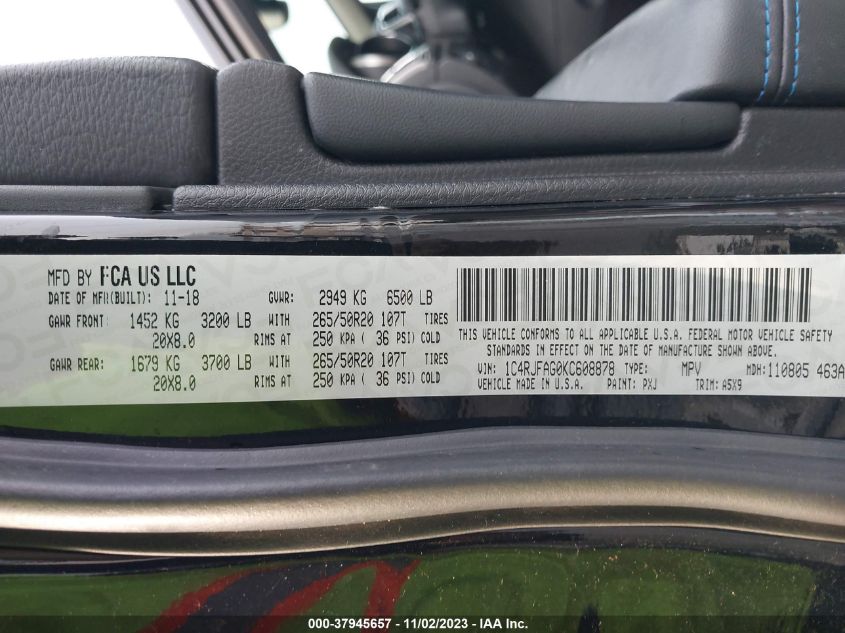 MFD BY FCA US LLC
DATE OF MFR(BUILT): 11-18 GVWR: 2949 KG 6500 LB
GAWR FRONT: 1452 KG 3200 LB WITH 265/50R20 107T TIRES
20X8.0 RIMS AT 250 KPA ( 36 PSI) COLD
GAWR REAR: 1679 KG 3700 LB WITH 265/50R20 107T TIRES
20X8.0 RIMS AT 250 KPA ( 36 PSI) COLD
THIS VEHICLE CONFORMS TO ALL APPLICABLE U.S.A. FEDERAL MOTOR VEHICLE SAFETY
STANDARDS IN EFFECT ON THE DATE OF MANUFACTURE SHOWN ABOVE.
VIN: 1C4RJFAG0KC608878 TYPE: MPV MDH: 110805 463A
VEHICLE MADE IN U.S.A. PAINT: PXJ TRIM: A5X9
000-37945657 - 11/02/2023 - IAA Inc.